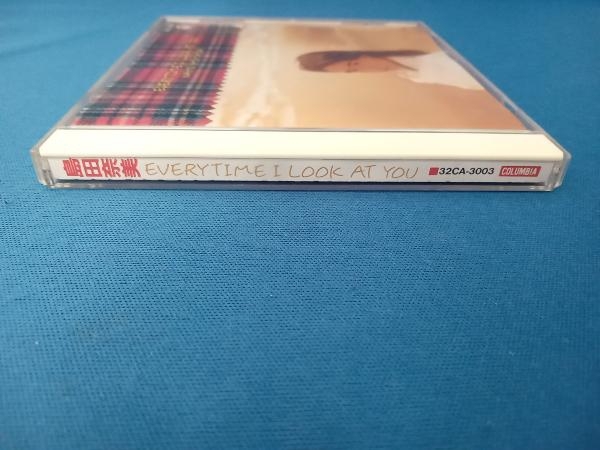 島田奈美 EVERYTIME I LOOK AT YOU ■32CA-3003 COLUMBIA